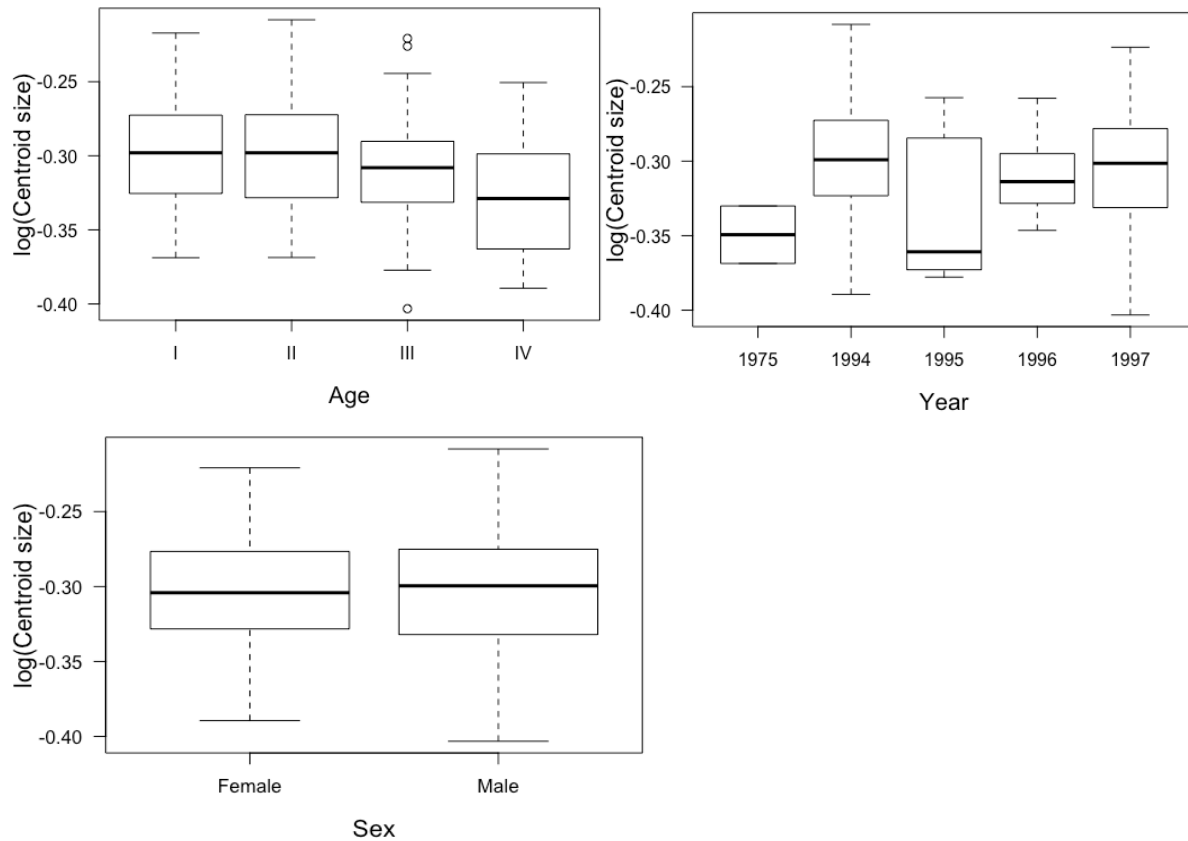 log(Centroid size)
-0.25
-0.30
-0.35
-0.40
I II III IV
Age
log(Centroid size)
-0.25
-0.30
-0.35
-0.40
1975 1994 1995 1996 1997
Year
log(Centroid size)
-0.25
-0.30
-0.35
-0.40
Female Male
Sex